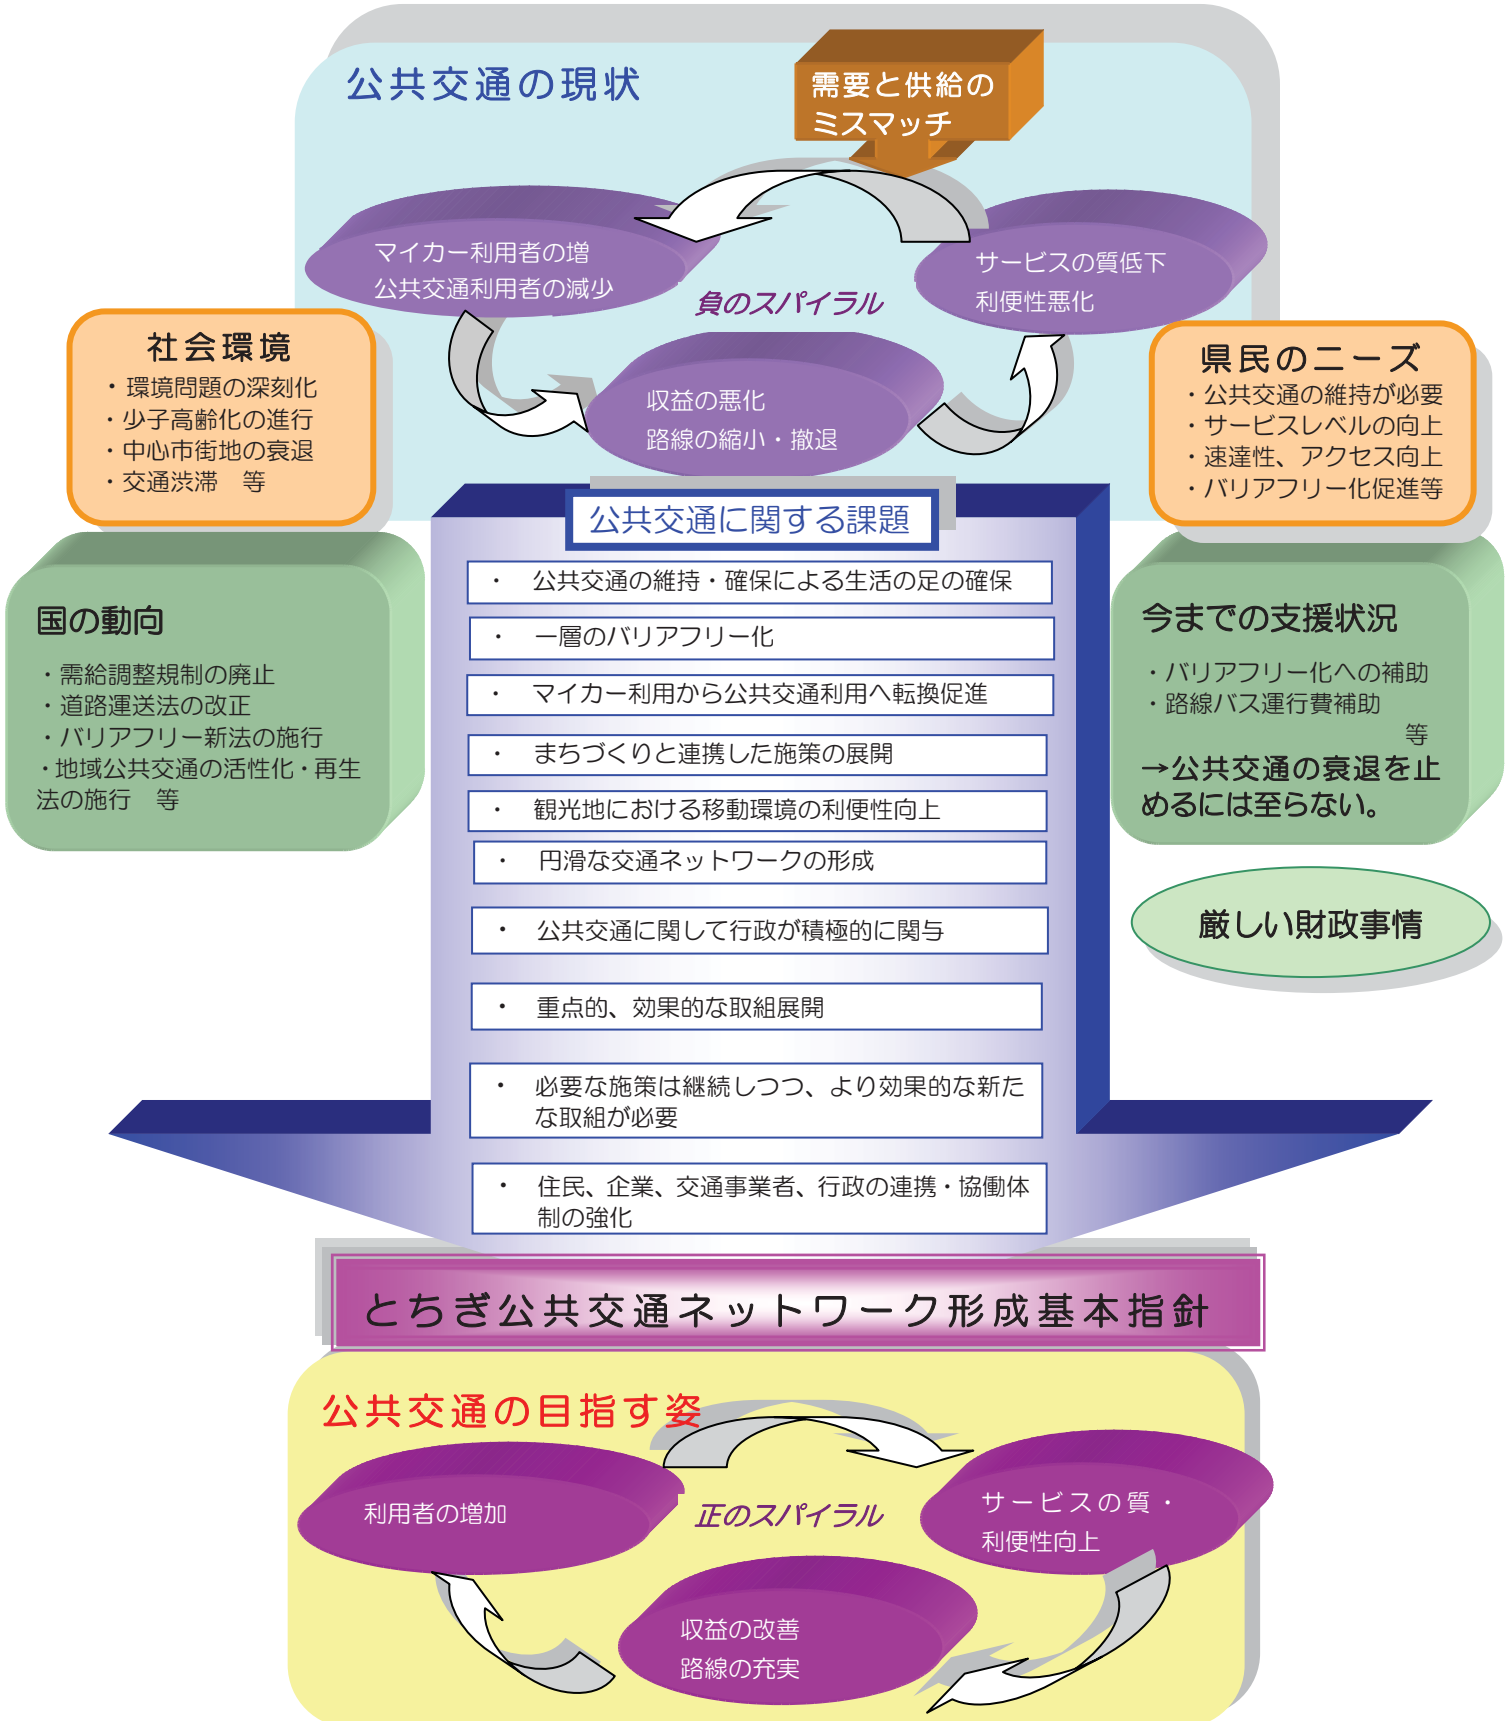 公共交通の現状
需要と供給の
ミスマッチ
マイカー利用者の増
公共交通利用者の減少
サービスの質低下
利便性悪化
負のスパイラル
収益の悪化
路線の縮小・撤退
社会環境
・環境問題の深刻化
・少子高齢化の進行
・中心市街地の衰退
・交通渋滞　等
県民のニーズ
・公共交通の維持が必要
・サービスレベルの向上
・速達性、アクセス向上
・バリアフリー化促進等
国の動向
・需給調整規制の廃止
・道路運送法の改正
・バリアフリー新法の施行
・地域公共交通の活性化・再生
法の施行　等
今までの支援状況
・バリアフリー化への補助
・路線バス運行費補助
等
→公共交通の衰退を止
めるには至らない。
厳しい財政事情
公共交通に関する課題
・　公共交通の維持・確保による生活の足の確保
・　一層のバリアフリー化
・　マイカー利用から公共交通利用へ転換促進
・　まちづくりと連携した施策の展開
・　観光地における移動環境の利便性向上
・　円滑な交通ネットワークの形成
・　公共交通に関して行政が積極的に関与
・　重点的、効果的な取組展開
・　必要な施策は継続しつつ、より効果的な新た
な取組が必要
・　住民、企業、交通事業者、行政の連携・協働体
制の強化
とちぎ公共交通ネットワーク形成基本指針
公共交通の目指す姿
利用者の増加
正のスパイラル
サービスの質・
利便性向上
収益の改善
路線の充実